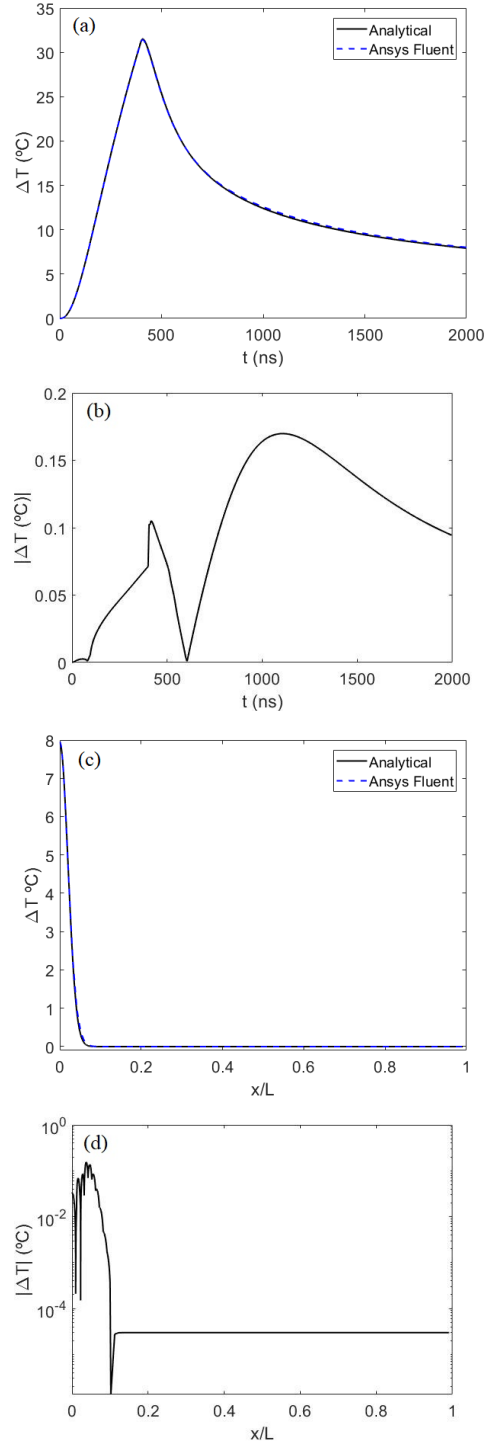 (a)
Analytical
Ansys Fluent
35
30
25
20
15
10
5
0
ΔT (ºC)
0 500 1000 1500 2000
t (ns)
(b)
0.2
0.15
0.1
0.05
0
|ΔT (ºC)|
0 500 1000 1500 2000
t (ns)
(c)
Analytical
Ansys Fluent
8
7
6
5
4
3
2
1
0
ΔT ºC)
0 0.2 0.4 0.6 0.8 1
x/L
(d)
10⁰
10⁻²
10⁻⁴
|ΔT| (ºC)
0 0.2 0.4 0.6 0.8 1
x/L